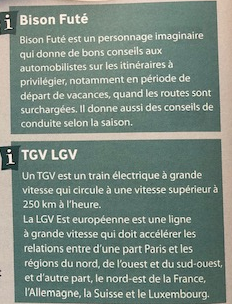 i Bison Futé
Bison Futé est un personnage imaginaire
qui donne de bons conseils aux
automobilistes sur les itinéraires à
privilégier, notamment en période de
départ de vacances, quand les routes sont
surchargées. Il donne aussi des conseils de
conduite selon la saison.
i TGV LGV
Un TGV est un train électrique à grande
vitesse qui circule à une vitesse supérieur à
250 km à l'heure.
La LGV Est européenne est une ligne
à grande vitesse qui doit accélérer les
relations entre d'une part Paris et les
régions du nord, de l'ouest et du sud-ouest,
et d'autre part, le nord-est de la France,
l'Allemagne, la Suisse et le Luxembourg.